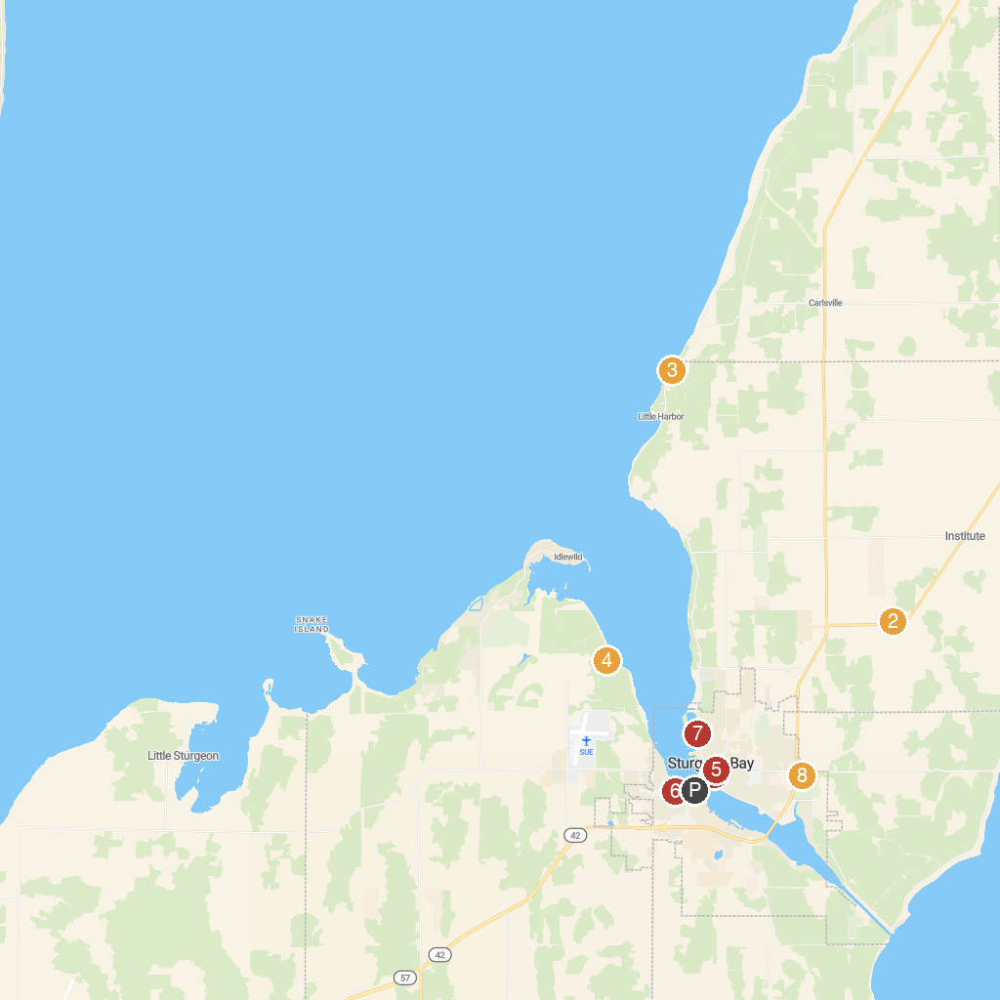 Carlsville
3
Little Harbor
Institute
Idlewild
2
SNAKE
ISLAND
4
7
SUE
Little Sturgeon
5
8
6
P
42
42
57